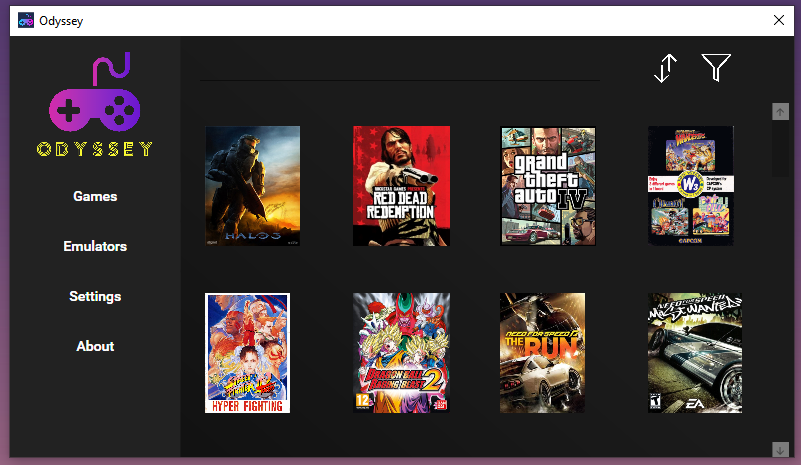 Odyssey
ODYSSEY
Games
Emulators
Settings
About
HALO 3
ROCKSTAR GAMES PRESENTS
RED DEAD
REDEMPTION
grand
theft
auto
IV
W3
CAPCOM
HYPER FIGHTING
DRAGON BALL
RAGING BLAST
2
12
NEED FOR SPEED
THE
RUN
NEED FOR SPEED
MOST WANTED
EA